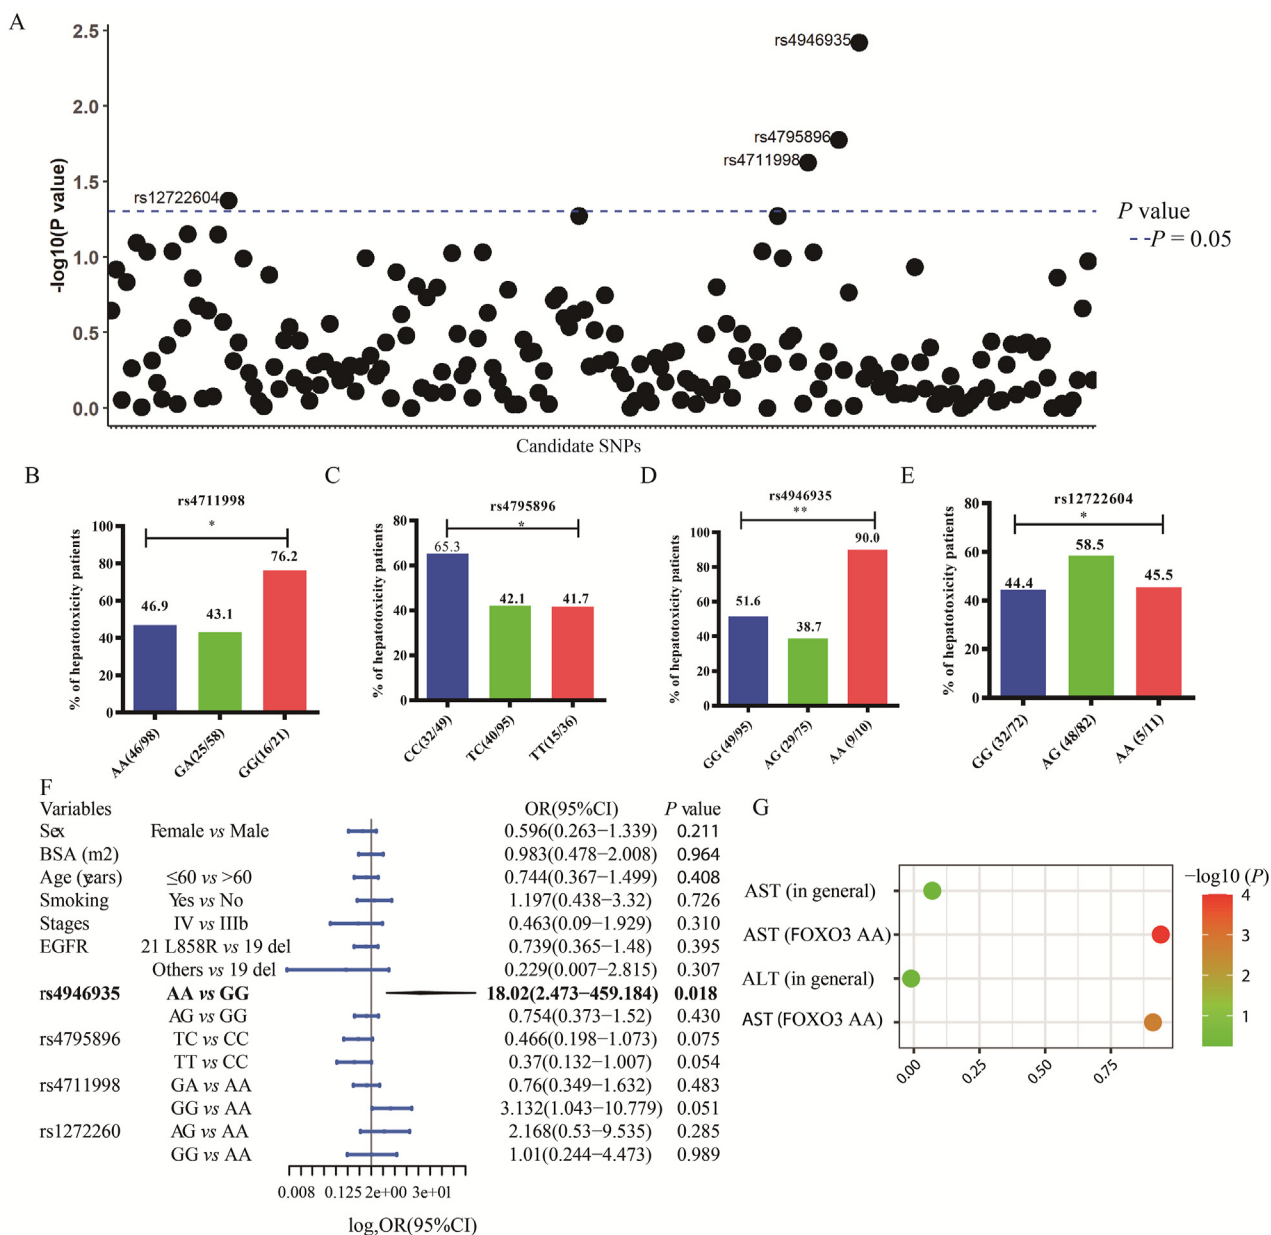 A
2.5
2.0
1.5
1.0
0.5
0.0
-log10(P value)
rs4946935
rs4795896
rs4711998
rs12722604
P value
P = 0.05
Candidate SNPs
B
rs4711998
*
% of hepatotoxicity patients
100
80
60
40
20
0
46.9
43.1
76.2
AA(46/98)
GA(25/58)
GG(16/21)
C
rs4795896
*
% of hepatotoxicity patients
80
60
40
20
0
65.3
42.1
41.7
CC(32/49)
TC(40/95)
TT(15/36)
D
rs4946935
**
% of hepatotoxicity patients
100
80
60
40
20
0
51.6
38.7
90.0
GG (49/95)
AG (29/75)
AA (9/10)
E
rs12722604
*
% of hepatotoxicity patients
80
60
40
20
0
44.4
58.5
45.5
GG (32/72)
AG (48/82)
AA (5/11)
F
Variables OR(95%CI) P value
Sex Female vs Male 0.596(0.263−1.339) 0.211
BSA (m2) 0.983(0.478−2.008) 0.964
Age (years) ≤60 vs >60 0.744(0.367−1.499) 0.408
Smoking Yes vs No 1.197(0.438−3.32) 0.726
Stages IV vs IIIb 0.463(0.09−1.929) 0.310
EGFR 21 L858R vs 19 del 0.739(0.365−1.48) 0.395
Others vs 19 del 0.229(0.007−2.815) 0.307
rs4946935 AA vs GG 18.02(2.473−459.184) 0.018
AG vs GG 0.754(0.373−1.52) 0.430
rs4795896 TC vs CC 0.466(0.198−1.073) 0.075
TT vs CC 0.37(0.132−1.007) 0.054
rs4711998 GA vs AA 0.76(0.349−1.632) 0.483
GG vs AA 3.132(1.043−10.779) 0.051
rs1272260 AG vs AA 2.168(0.53−9.535) 0.285
GG vs AA 1.01(0.244−4.473) 0.989
0.008 0.125 2e+00 3e+01
log,OR(95%CI)
G
AST (in general)
AST (FOXO3 AA)
ALT (in general)
AST (FOXO3 AA)
0.00
0.25
0.50
0.75
−log10 (P)
4
3
2
1